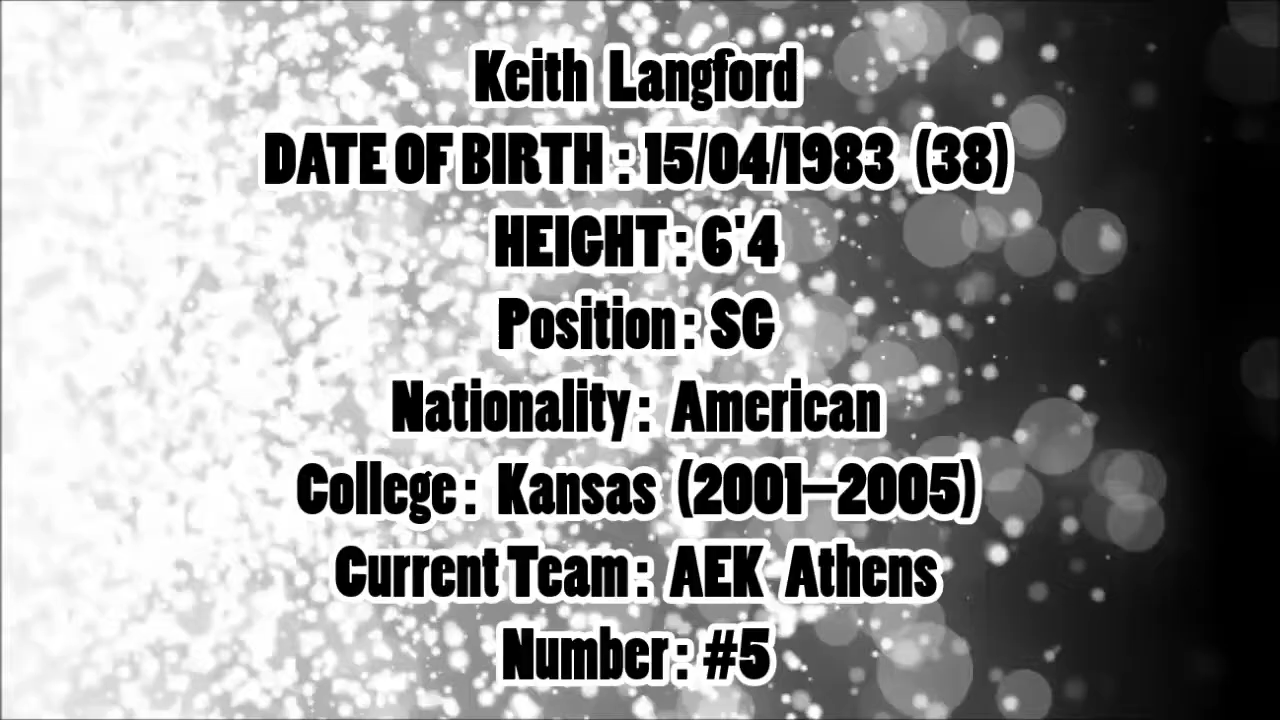 Keith Langford
DATE OF BIRTH : 15/04/1983 (38)
HEIGHT : 6'4
Position : SG
Nationality : American
College : Kansas (2001–2005)
Current Team : AEK Athens
Number : #5